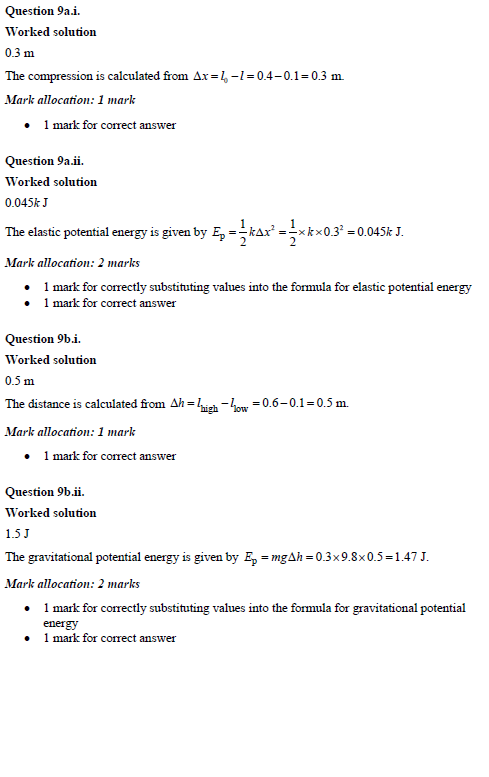 Question 9a.i.
Worked solution
0.3 m
The compression is calculated from Δx = l₀ − l = 0.4 − 0.1 = 0.3 m.
Mark allocation: 1 mark
• 1 mark for correct answer
Question 9a.ii.
Worked solution
0.045k J
The elastic potential energy is given by Eₚ = 1/2 kΔx² = 1/2 × k × 0.3² = 0.045k J.
Mark allocation: 2 marks
• 1 mark for correctly substituting values into the formula for elastic potential energy
• 1 mark for correct answer
Question 9b.i.
Worked solution
0.5 m
The distance is calculated from Δh = l_high − l_low = 0.6 − 0.1 = 0.5 m.
Mark allocation: 1 mark
• 1 mark for correct answer
Question 9b.ii.
Worked solution
1.5 J
The gravitational potential energy is given by Eₚ = mgΔh = 0.3 × 9.8 × 0.5 = 1.47 J.
Mark allocation: 2 marks
• 1 mark for correctly substituting values into the formula for gravitational potential
energy
• 1 mark for correct answer